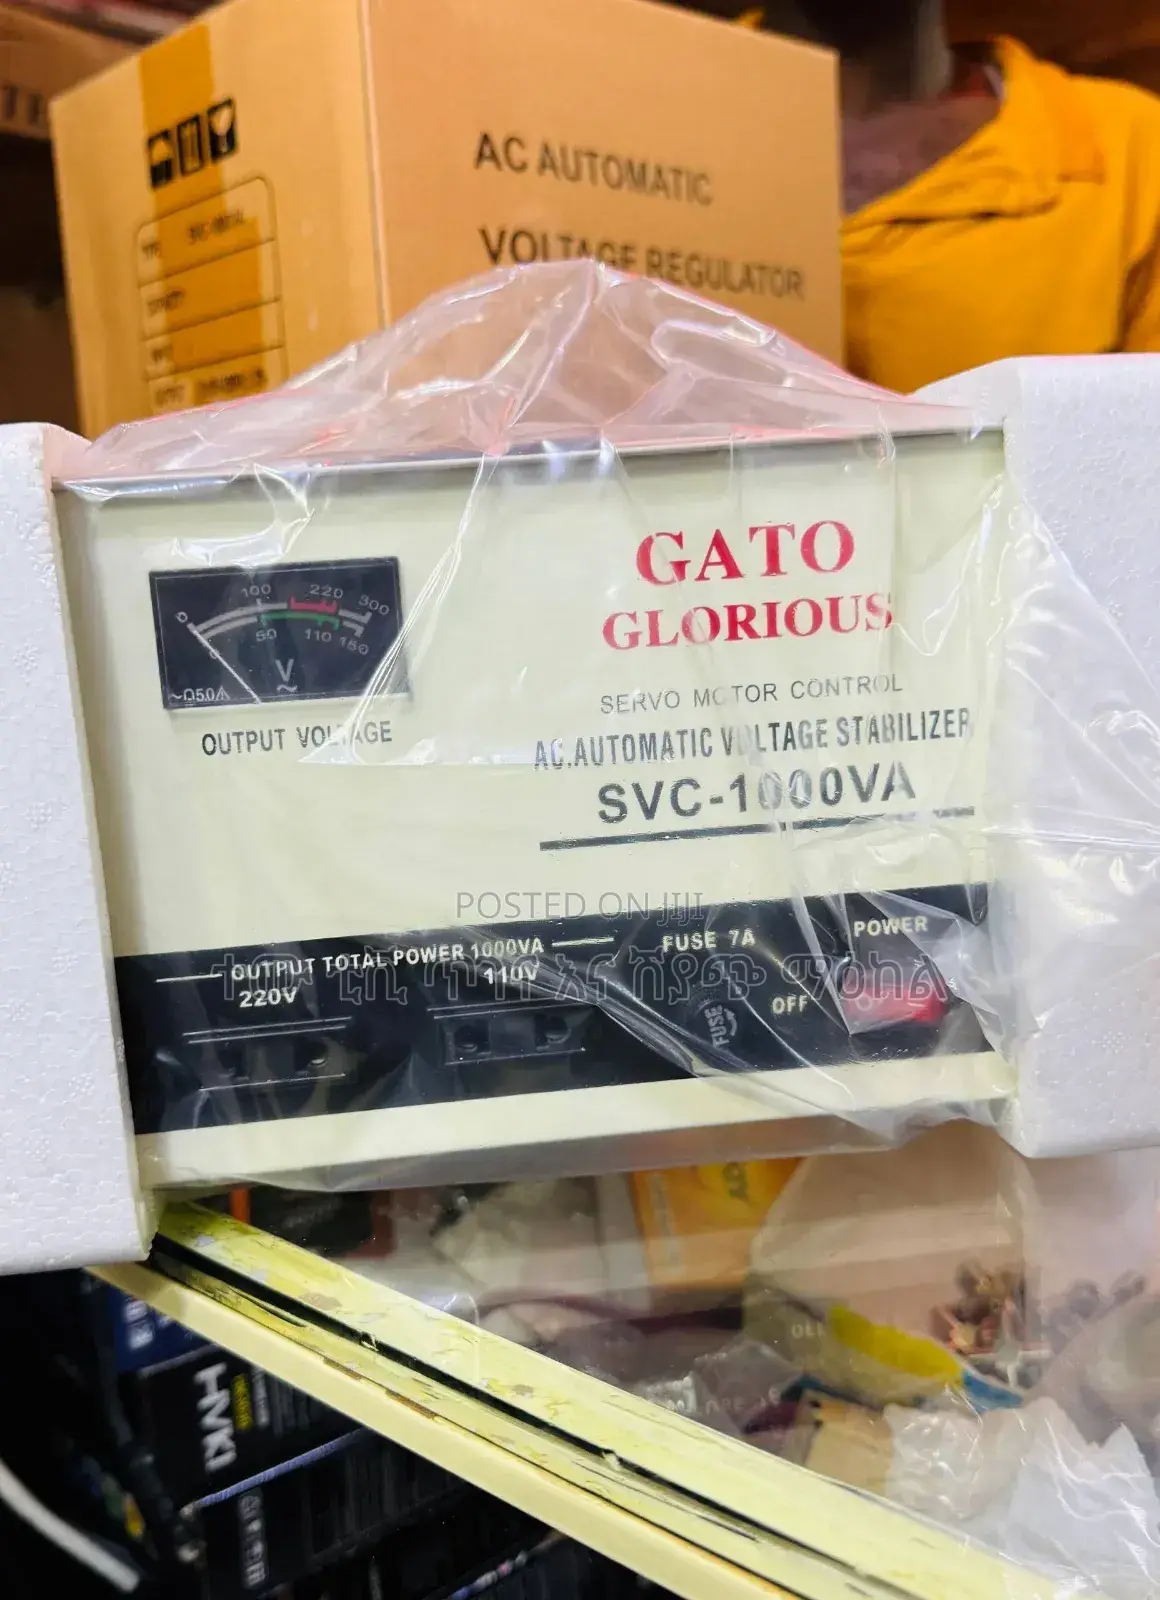 AC AUTOMATIC
VOLTAGE REGULATOR
GATO
GLORIOUS
SERVO MOTOR CONTROL
AC.AUTOMATIC VOLTAGE STABILIZER
SVC-1000VA
0 100 220 300
0 50 110 150
V
~
OUTPUT VOLTAGE
POSTED ON JIJI
OUTPUT TOTAL POWER 1000VA
220V
110V
FUSE 7A
FUSE
POWER
OFF
HVKI